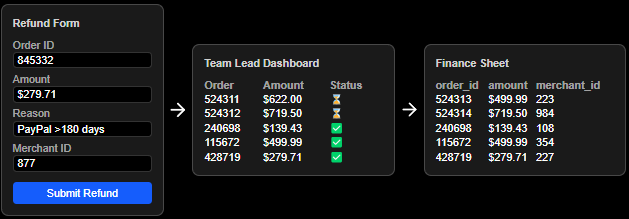 Refund Form
Order ID
845332
Amount
$279.71
Reason
PayPal >180 days
Merchant ID
877
Submit Refund
Team Lead Dashboard
Order Amount Status
524311 $622.00 ⌛
524312 $719.50 ⌛
240698 $139.43 ✅
115672 $499.99 ✅
428719 $279.71 ✅
Finance Sheet
order_id amount merchant_id
524313 $499.99 223
524314 $719.50 984
240698 $139.43 108
115672 $499.99 354
428719 $279.71 227